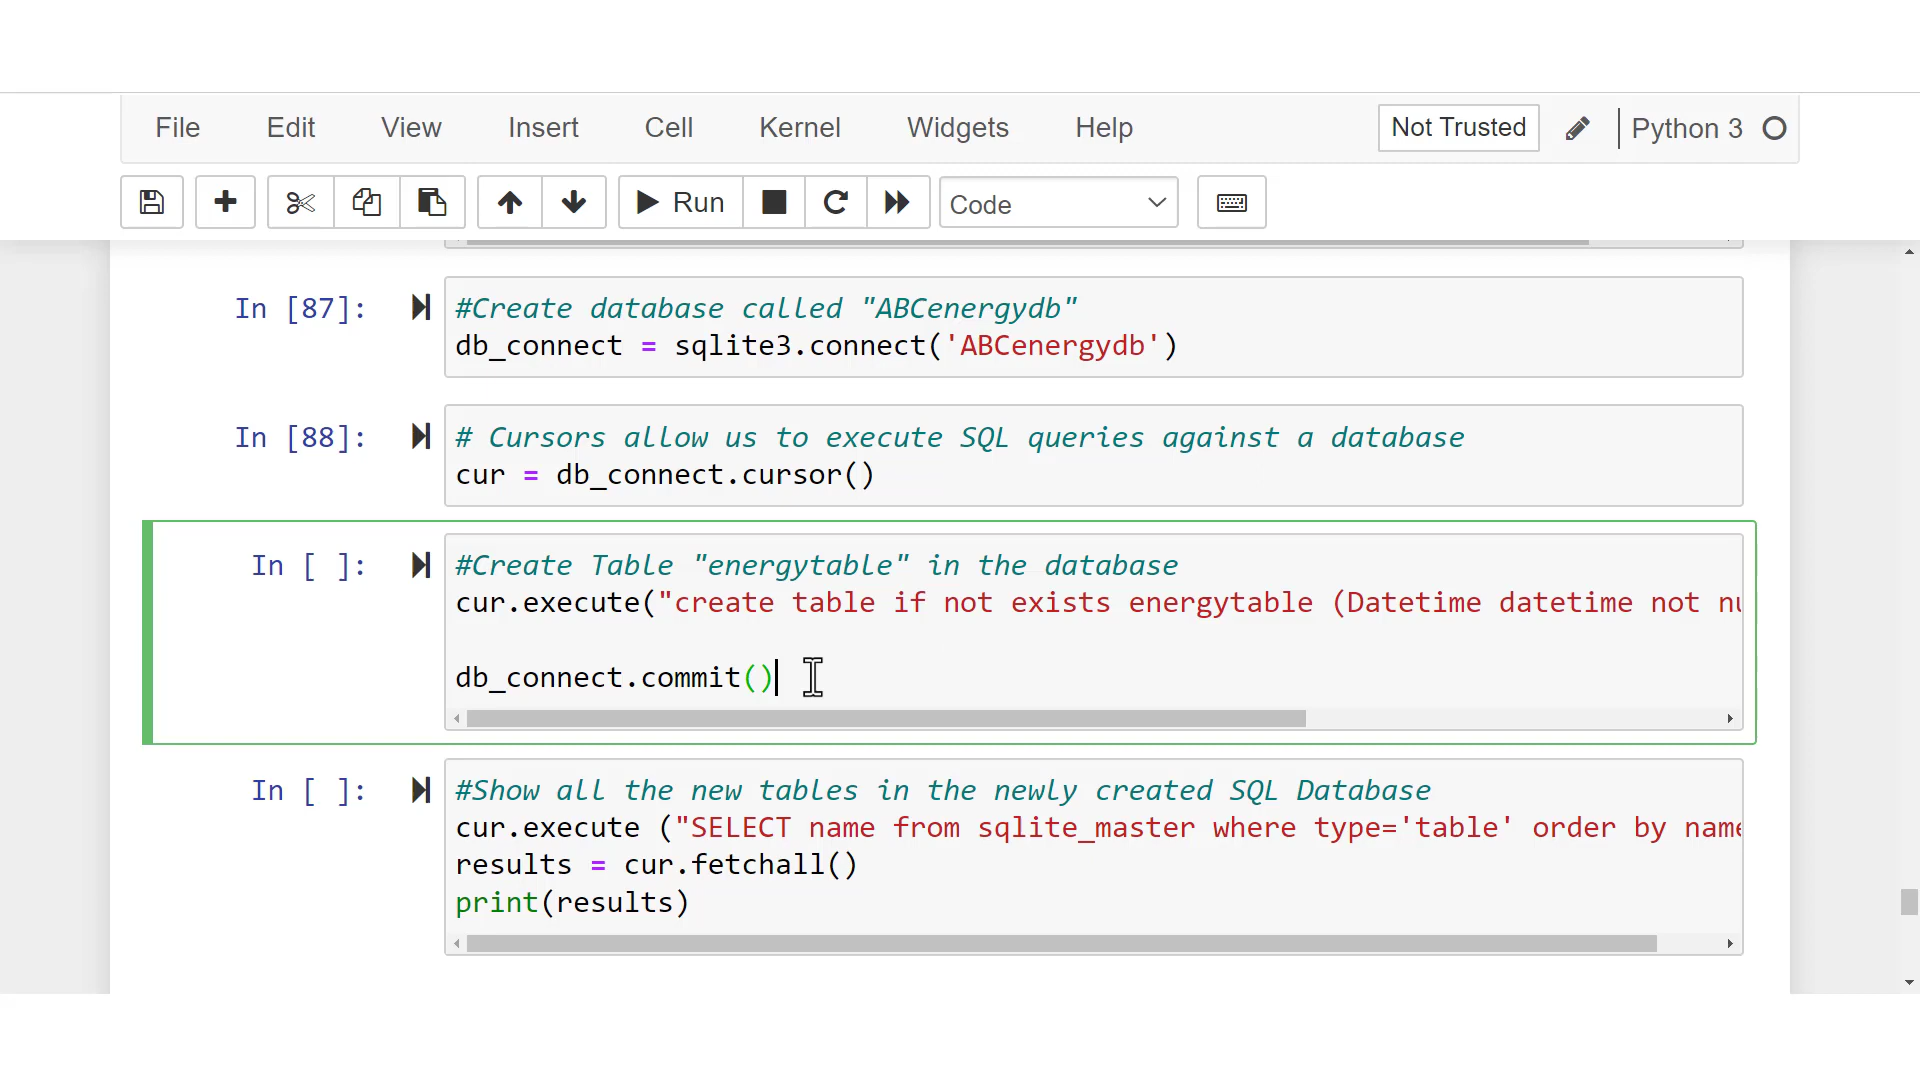 File Edit View Insert Cell Kernel Widgets Help Not Trusted Python 3
Run Code
In [87]: #Create database called "ABCenergydb"
db_connect = sqlite3.connect('ABCenergydb')
In [88]: # Cursors allow us to execute SQL queries against a database
cur = db_connect.cursor()
In [ ]: #Create Table "energytable" in the database
cur.execute("create table if not exists energytable (Datetime datetime not
db_connect.commit()
In [ ]: #Show all the new tables in the newly created SQL Database
cur.execute ("SELECT name from sqlite_master where type='table' order by name
results = cur.fetchall()
print(results)